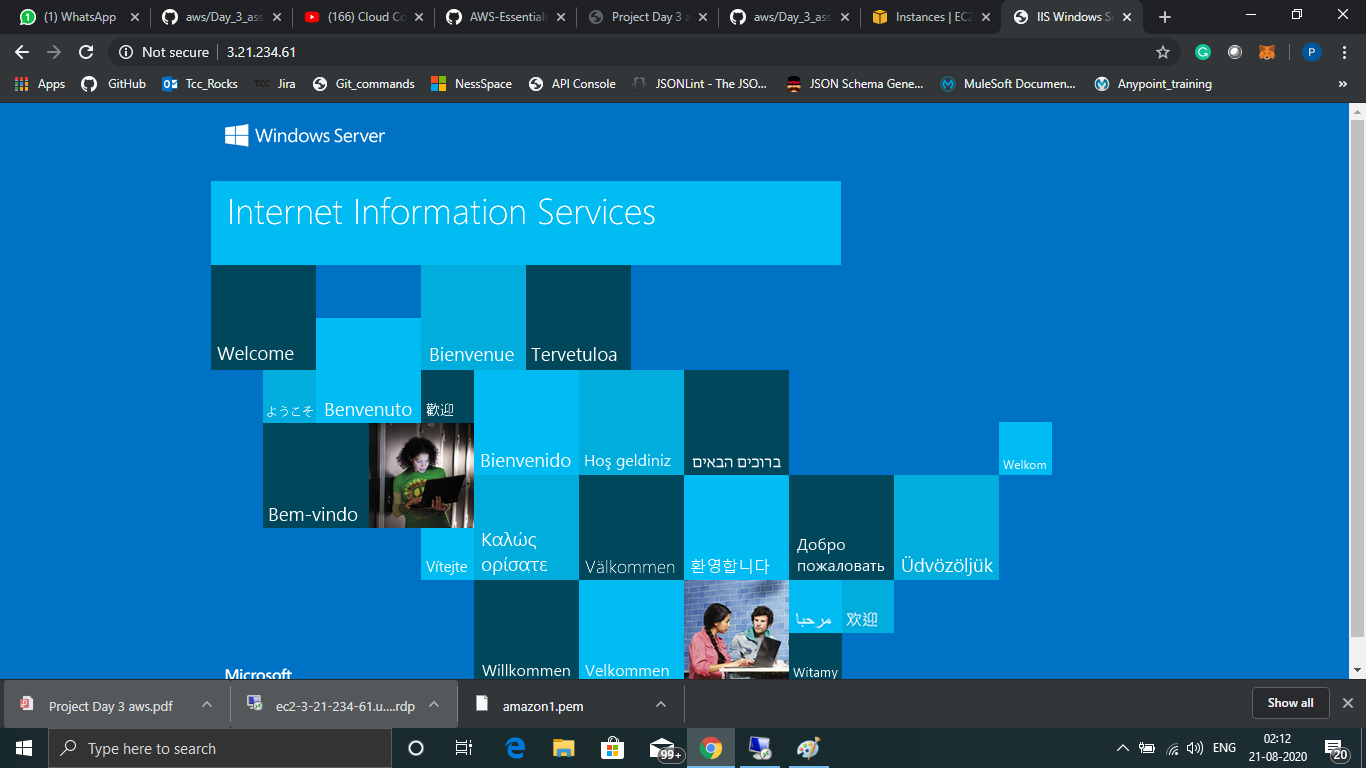 (1) WhatsApp
aws/Day_3_ass
(166) Cloud Co
AWS-Essential
Project Day 3 a
aws/Day_3_ass
Instances | EC2
IIS Windows Se
Not secure
3.21.234.61
P
Apps
GitHub
Tcc_Rocks
TCC
Jira
Git_commands
NessSpace
API Console
JSONLint - The JSO...
JSON Schema Gene...
MuleSoft Documen...
Anypoint_training
»
Windows Server
Internet Information Services
Welcome
Bienvenue
Tervetuloa
ようこそ
Benvenuto
歡迎
Bienvenido
Hoş geldiniz
ברוכים הבאים
Welkom
Bem-vindo
Vítejte
Καλώς
ορίσατε
Välkommen
환영합니다
Добро
пожаловать
Üdvözöljük
Willkommen
Velkommen
مرحبا
欢迎
Witamy
Microsoft
Project Day 3 aws.pdf
ec2-3-21-234-61.u....rdp
amazon1.pem
Show all
Type here to search
99+
ENG
02:12
21-08-2020
20